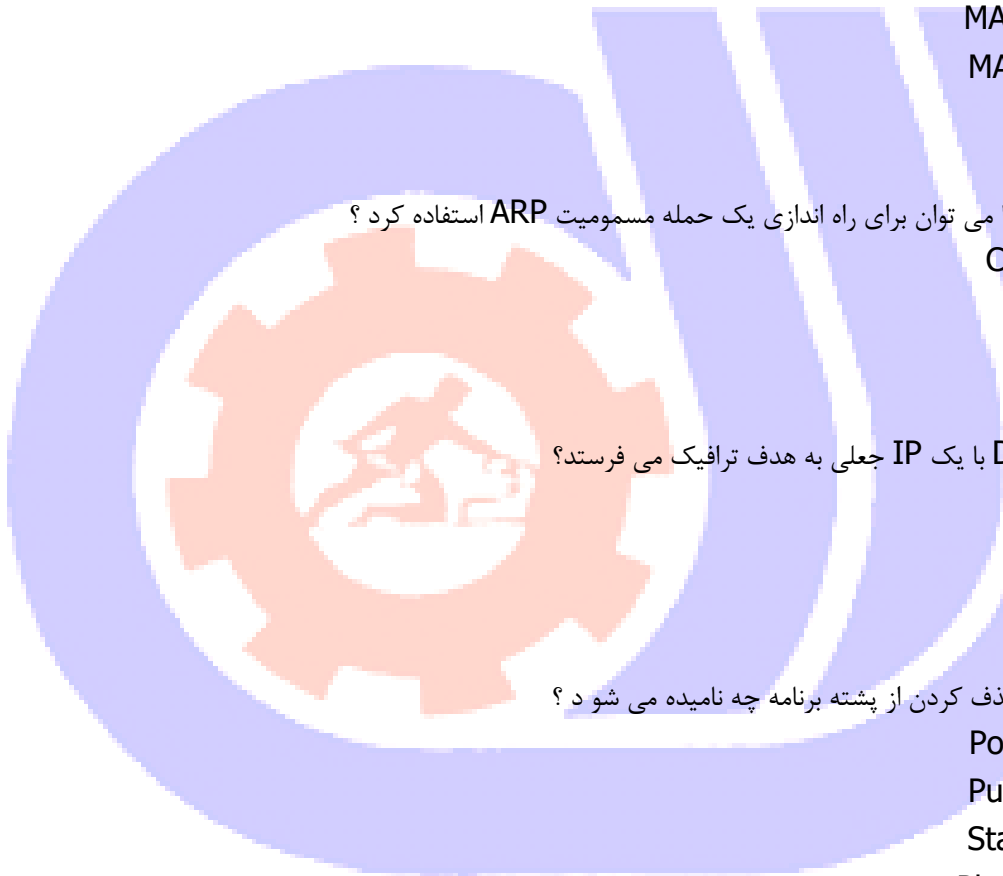 MA
MA
می توان برای راه اندازی یک حمله مسمومیت ARP استفاده کرد ؟
با یک IP جعلی به هدف ترافیک می فرستد؟
کردن از پشته برنامه چه نامیده می شو د ؟
Po
Pu
Sta